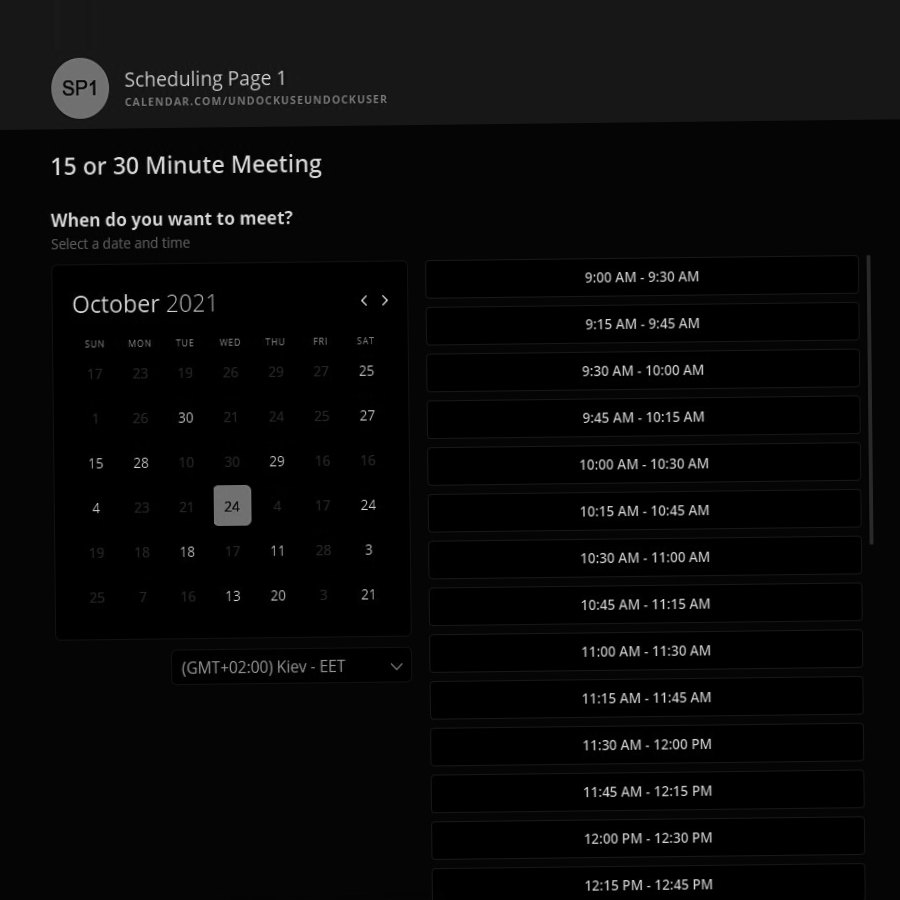 SP1
Scheduling Page 1
CALENDAR.COM/UNDOCKUSEUNDOCKUSER
15 or 30 Minute Meeting
When do you want to meet?
Select a date and time
October 2021
SUN MON TUE WED THU FRI SAT
17 23 19 26 29 27 25
1 26 30 21 24 25 27
15 28 10 30 29 16 16
4 23 21 24 4 17 24
19 18 18 17 11 28 3
25 7 16 13 20 3 21
(GMT+02:00) Kiev - EET
9:00 AM - 9:30 AM
9:15 AM - 9:45 AM
9:30 AM - 10:00 AM
9:45 AM - 10:15 AM
10:00 AM - 10:30 AM
10:15 AM - 10:45 AM
10:30 AM - 11:00 AM
10:45 AM - 11:15 AM
11:00 AM - 11:30 AM
11:15 AM - 11:45 AM
11:30 AM - 12:00 PM
11:45 AM - 12:15 PM
12:00 PM - 12:30 PM
12:15 PM - 12:45 PM